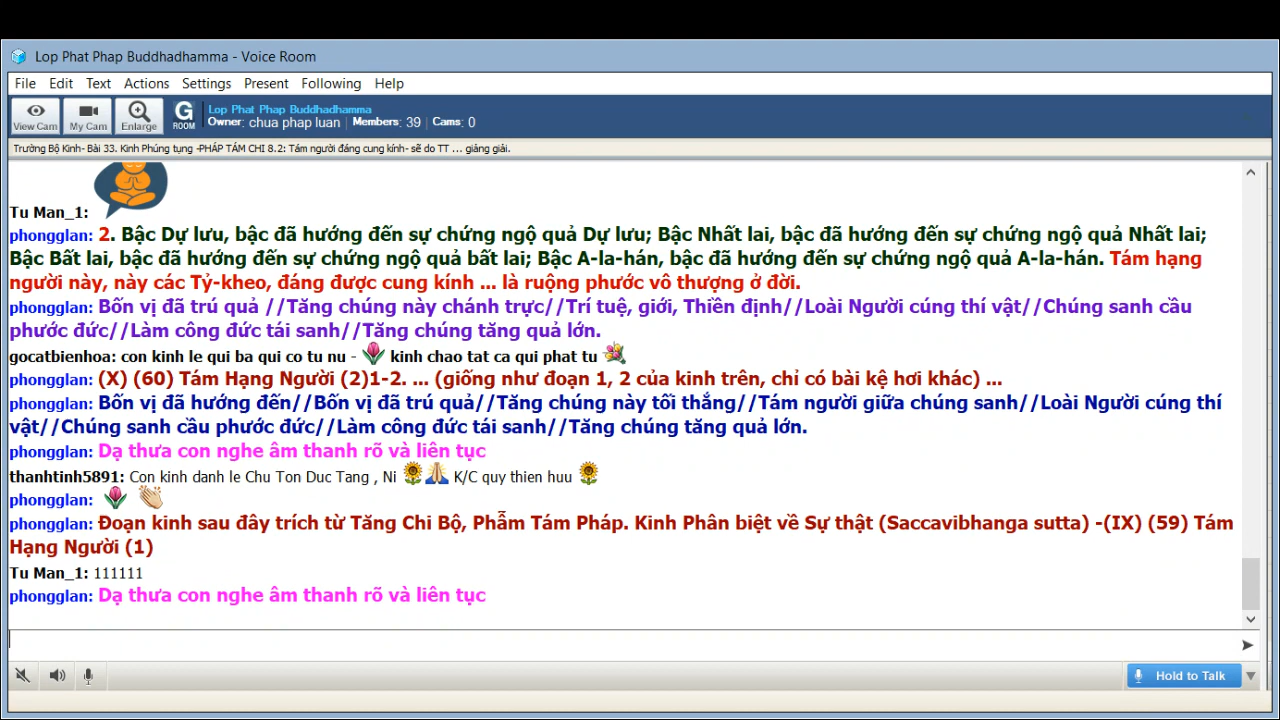 Lop Phat Phap Buddhadhamma - Voice Room
File Edit Text Actions Settings Present Following Help
View Cam My Cam Enlarge G ROOM Lop Phat Phap Buddhadhamma
Owner: chua phap luan | Members: 39 | Cams: 0
Trường Bộ Kinh- Bài 33. Kinh Phúng tụng -PHÁP TÁM CHI 8.2: Tám người đáng cung kính- sẽ do TT ... giảng giải.
Tu Man_1:
phongglan: 2. Bậc Dự lưu, bậc đã hướng đến sự chứng ngộ quả Dự lưu; Bậc Nhất lai, bậc đã hướng đến sự chứng ngộ quả Nhất lai;
Bậc Bất lai, bậc đã hướng đến sự chứng ngộ quả bất lai; Bậc A-la-hán, bậc đã hướng đến sự chứng ngộ quả A-la-hán. Tám hạng
người này, này các Tỷ-kheo, đáng được cung kính ... là ruộng phước vô thượng ở đời.
phongglan: Bốn vị đã trú quả //Tăng chúng này chánh trực//Trí tuệ, giới, Thiền định//Loài Người cúng thí vật//Chúng sanh cầu
phước đức//Làm công đức tái sanh//Tăng chúng tăng quả lớn.
gocatbienhoa: con kinh le qui ba qui co tu nu - kinh chao tat ca qui phat tu
phongglan: (X) (60) Tám Hạng Người (2)1-2. ... (giống như đoạn 1, 2 của kinh trên, chỉ có bài kệ hơi khác) ...
phongglan: Bốn vị đã hướng đến//Bốn vị đã trú quả//Tăng chúng này tối thắng//Tám người giữa chúng sanh//Loài Người cúng thí
vật//Chúng sanh cầu phước đức//Làm công đức tái sanh//Tăng chúng tăng quả lớn.
phongglan: Dạ thưa con nghe âm thanh rõ và liên tục
thanhtinh5891: Con kinh danh le Chu Ton Duc Tang , Ni K/C quy thien huu
phongglan:
phongglan: Đoạn kinh sau đây trích từ Tăng Chi Bộ, Phẩm Tám Pháp. Kinh Phân biệt về Sự thật (Saccavibhanga sutta) -(IX) (59) Tám
Hạng Người (1)
Tu Man_1: 111111
phongglan: Dạ thưa con nghe âm thanh rõ và liên tục
Hold to Talk